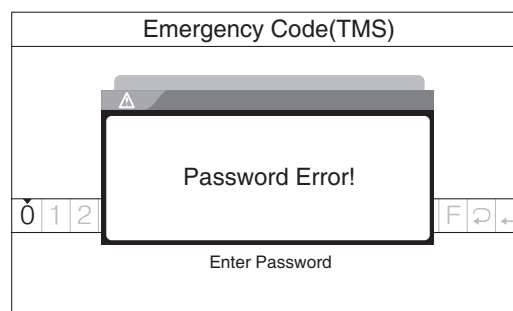 Emergency Code(TMS)
Password Error!
0 1 2 F
Enter Password